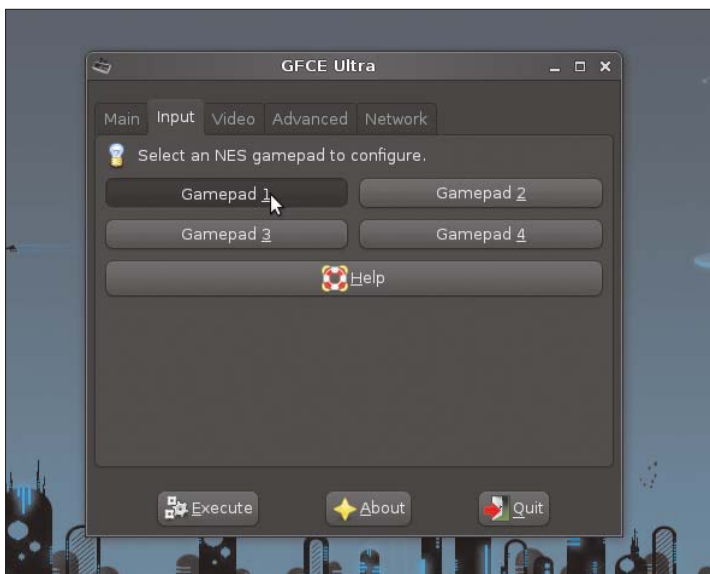 GFCE Ultra
Main Input Video Advanced Network
Select an NES gamepad to configure.
Gamepad 1 Gamepad 2
Gamepad 3 Gamepad 4
Help
Execute About Quit